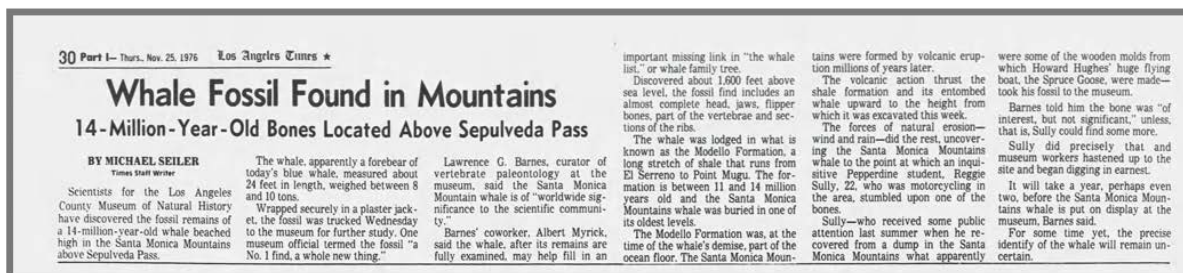 30 Part I— Thurs., Nov. 25, 1976 Los Angeles Times ★
Whale Fossil Found in Mountains
14-Million-Year-Old Bones Located Above Sepulveda Pass
BY MICHAEL SEILER
Times Staff Writer
Scientists for the Los Angeles
County Museum of Natural History
have discovered the fossil remains of
a 14-million-year-old whale beached
high in the Santa Monica Mountains
above Sepulveda Pass.
The whale, apparently a forebear of
today's blue whale, measured about
24 feet in length, weighed between 8
and 10 tons.
Wrapped securely in a plaster jack-
et, the fossil was trucked Wednesday
to the museum for further study. One
museum official termed the fossil "a
No. 1 find, a whole new thing."
Lawrence G. Barnes, curator of
vertebrate paleontology at the
museum, said the Santa Monica
Mountain whale is of "worldwide sig-
nificance to the scientific communi-
ty."
Barnes' coworker, Albert Myrick,
said the whale, after its remains are
fully examined, may help fill in an
important missing link in "the whale
list," or whale family tree.
Discovered about 1,600 feet above
sea level, the fossil find includes an
almost complete head, jaws, flipper
bones, part of the vertebrae and sec-
tions of the ribs.
The whale was lodged in what is
known as the Modello Formation, a
long stretch of shale that runs from
El Serreno to Point Mugu. The for-
mation is between 11 and 14 million
years old and the Santa Monica
Mountains whale was buried in one of
its oldest levels.
The Modello Formation was, at the
time of the whale's demise, part of the
ocean floor. The Santa Monica Moun-
tains were formed by volcanic erup-
tion millions of years later.
The volcanic action thrust the
shale formation and its entombed
whale upward to the height from
which it was excavated this week.
The forces of natural erosion—
wind and rain—did the rest, uncover-
ing the Santa Monica Mountains
whale to the point at which an inqui-
sitive Pepperdine student, Reggie
Sully, 22, who was motorcycling in
the area, stumbled upon one of the
bones.
Sully—who received some public
attention last summer when he re-
covered from a dump in the Santa
Monica Mountains what apparently
were some of the wooden molds from
which Howard Hughes' huge flying
boat, the Spruce Goose, were made—
took his fossil to the museum.
Barnes told him the bone was "of
interest, but not significant," unless,
that is, Sully could find some more.
Sully did precisely that and
museum workers hastened up to the
site and began digging in earnest.
It will take a year, perhaps even
two, before the Santa Monica Moun-
tains whale is put on display at the
museum, Barnes said.
For some time yet, the precise
identify of the whale will remain un-
certain.